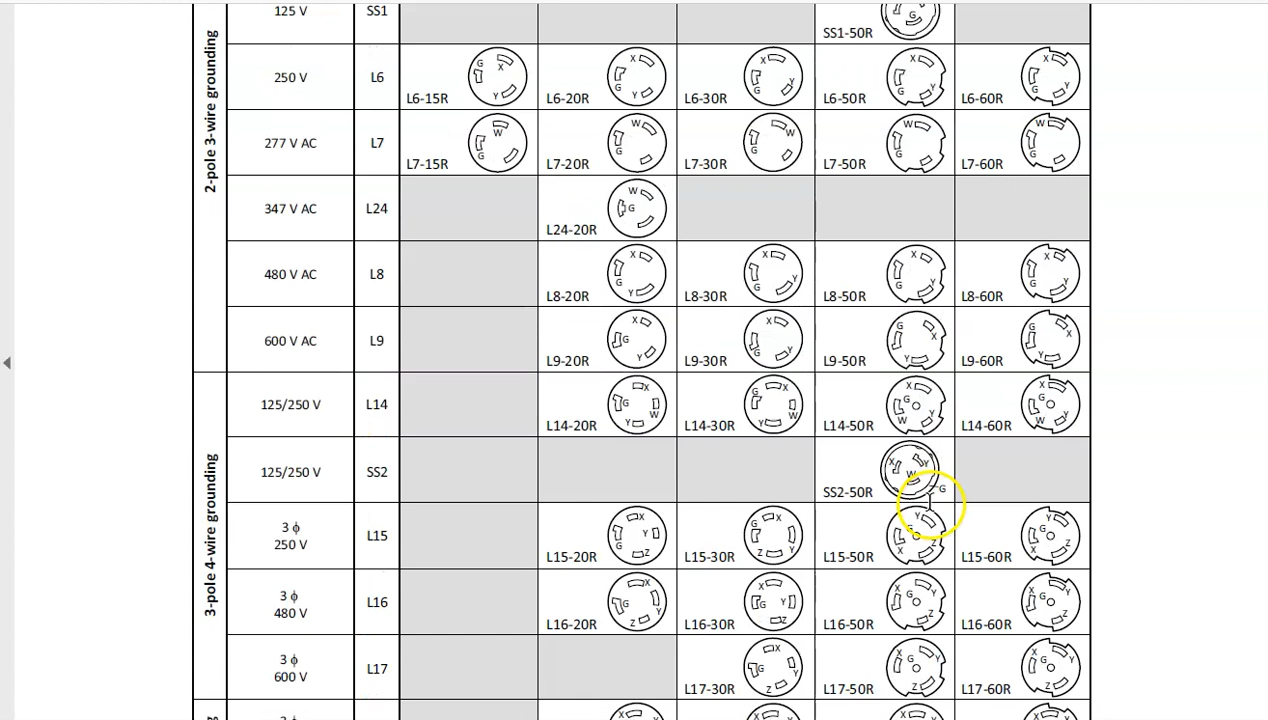 125 V SS1 SS1-50R G
2-pole 3-wire grounding
250 V L6 L6-15R G X Y L6-20R X G Y L6-30R X G Y L6-50R X G Y L6-60R X G Y
277 V AC L7 L7-15R W G L7-20R W G L7-30R W G L7-50R W G L7-60R W G
347 V AC L24 L24-20R W G
480 V AC L8 L8-20R X G Y L8-30R X G Y L8-50R X G Y L8-60R X G Y
600 V AC L9 L9-20R X G Y L9-30R X G Y L9-50R G X Y L9-60R G X Y
3-pole 4-wire grounding
125/250 V L14 L14-20R X G W Y L14-30R G X W Y L14-50R X G Y W L14-60R X G Y W
125/250 V SS2 SS2-50R X Y W G
3 ϕ
250 V L15 L15-20R X G Y Z L15-30R G X Y Z L15-50R Y G Z X L15-60R Y G Z X
3 ϕ
480 V L16 L16-20R X G Y Z L16-30R X G Y Z L16-50R X G Y Z L16-60R X G Y Z
3 ϕ
600 V L17 L17-30R X G Y Z L17-50R X G Y Z L17-60R X G Y Z